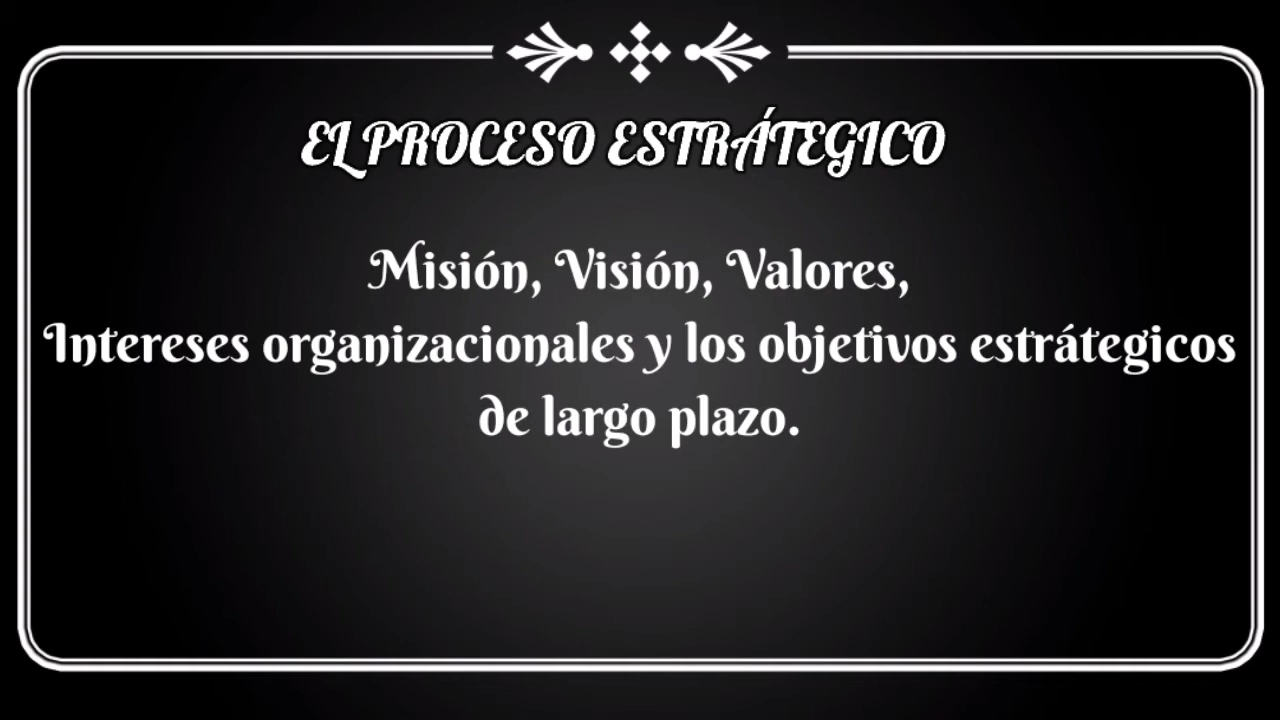 EL PROCESO ESTRÁTEGICO
Misión, Visión, Valores,
Intereses organizacionales y los objetivos estrátegicos
de largo plazo.